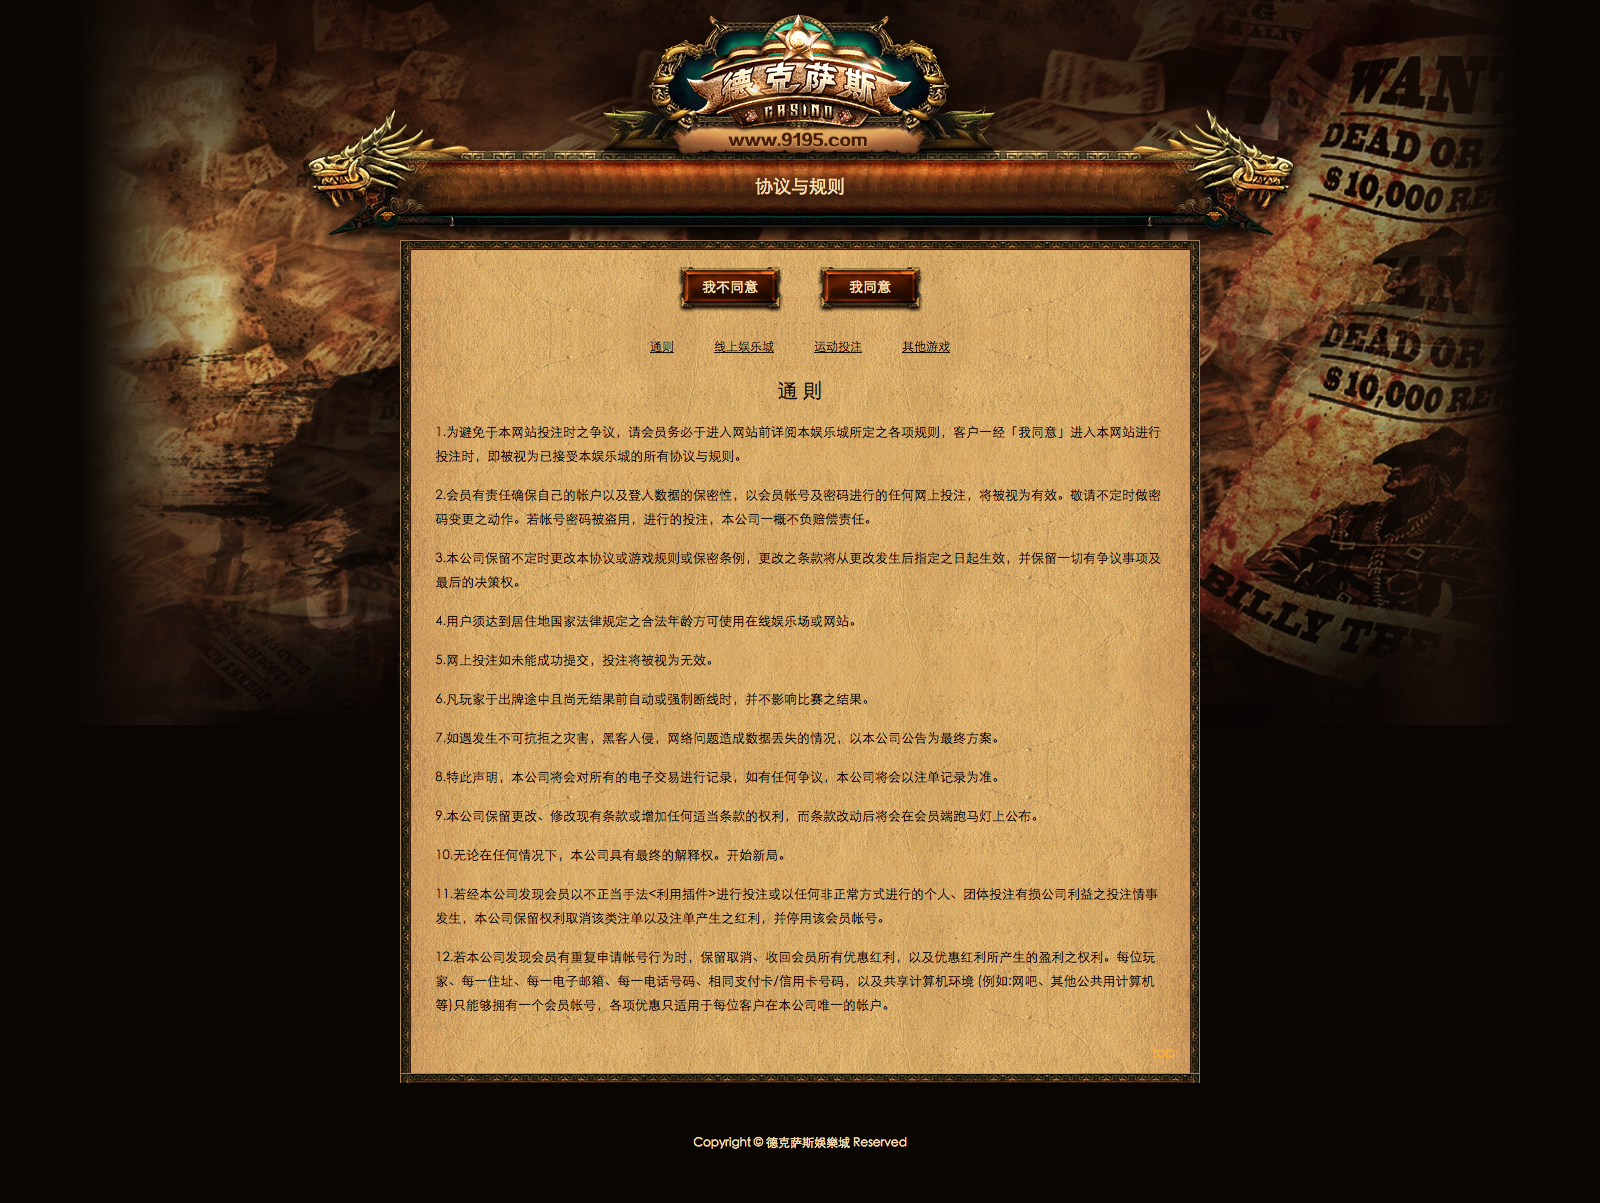 德克萨斯
CASINO
www.9195.com
协议与规则
WANT
DEAD OR A
$10,000 REW
DEAD OR A
$10,000 REW
BILLY THE
我不同意 我同意
通则 线上娱乐城 运动投注 其他游戏
通 則
1.为避免于本网站投注时之争议，请会员务必于进入网站前详阅本娱乐城所定之各项规则，客户一经「我同意」进入本网站进行
投注时，即被视为已接受本娱乐城的所有协议与规则。
2.会员有责任确保自己的帐户以及登入数据的保密性，以会员帐号及密码进行的任何网上投注，将被视为有效。敬请不定时做密
码变更之动作。若帐号密码被盗用，进行的投注，本公司一概不负赔偿责任。
3.本公司保留不定时更改本协议或游戏规则或保密条例，更改之条款将从更改发生后指定之日起生效，并保留一切有争议事项及
最后的决策权。
4.用户须达到居住地国家法律规定之合法年龄方可使用在线娱乐场或网站。
5.网上投注如未能成功提交，投注将被视为无效。
6.凡玩家于出牌途中且尚无结果前自动或强制断线时，并不影响比赛之结果。
7.如遇发生不可抗拒之灾害，黑客入侵，网络问题造成数据丢失的情况，以本公司公告为最终方案。
8.特此声明，本公司将会对所有的电子交易进行记录，如有任何争议，本公司将会以注单记录为准。
9.本公司保留更改、修改现有条款或增加任何适当条款的权利，而条款改动后将会在会员端跑马灯上公布。
10.无论在任何情况下，本公司具有最终的解释权。开始新局。
11.若经本公司发现会员以不正当手法<利用插件>进行投注或以任何非正常方式进行的个人、团体投注有损公司利益之投注情事
发生，本公司保留权利取消该类注单以及注单产生之红利，并停用该会员帐号。
12.若本公司发现会员有重复申请帐号行为时，保留取消、收回会员所有优惠红利，以及优惠红利所产生的盈利之权利。每位玩
家、每一住址、每一电子邮箱、每一电话号码、相同支付卡/信用卡号码，以及共享计算机环境 (例如:网吧、其他公共用计算机
等)只能够拥有一个会员帐号，各项优惠只适用于每位客户在本公司唯一的帐户。
top
Copyright © 德克萨斯娛樂城 Reserved